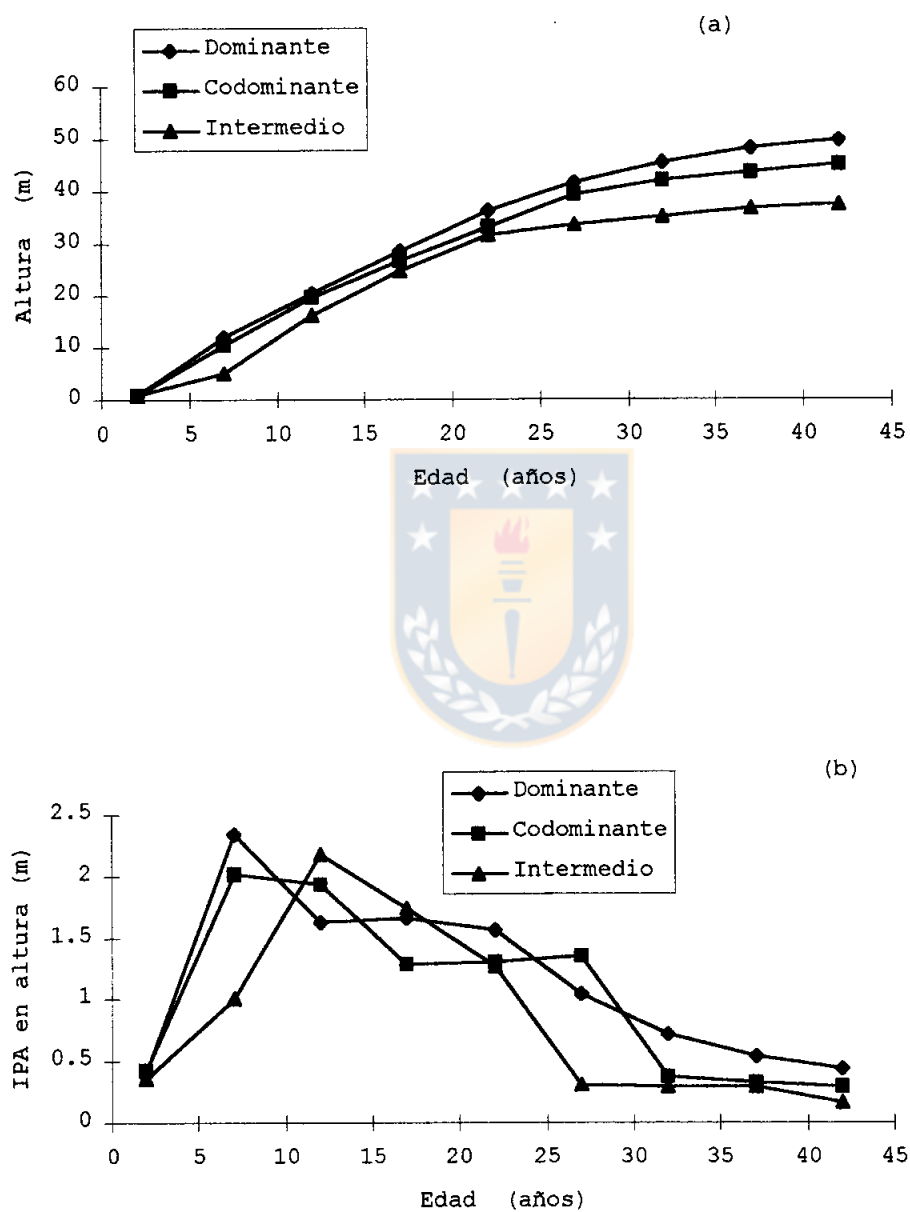 (a)
Dominante
Codominante
Intermedio
60
50
40
30
20
10
0
Altura (m)
0 5 10 15 20 25 30 35 40 45
Edad (años)
(b)
Dominante
Codominante
Intermedio
2.5
2
1.5
1
0.5
0
IPA en altura (m)
0 5 10 15 20 25 30 35 40 45
Edad (años)